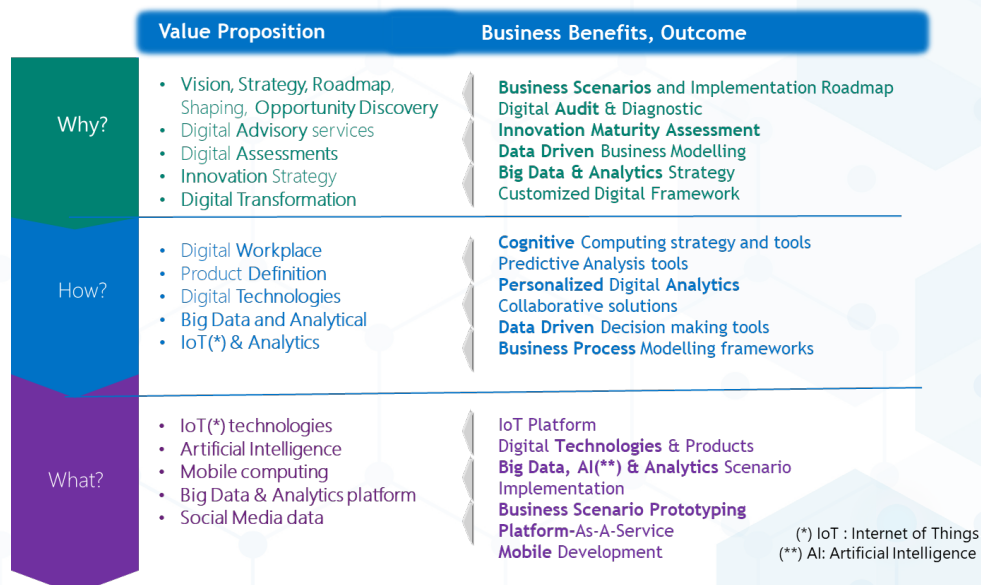 Value Proposition
Business Benefits, Outcome
Why?
• Vision, Strategy, Roadmap,
Shaping, Opportunity Discovery
• Digital Advisory services
• Digital Assessments
• Innovation Strategy
• Digital Transformation
Business Scenarios and Implementation Roadmap
Digital Audit & Diagnostic
Innovation Maturity Assessment
Data Driven Business Modelling
Big Data & Analytics Strategy
Customized Digital Framework
How?
• Digital Workplace
• Product Definition
• Digital Technologies
• Big Data and Analytical
• IoT(*) & Analytics
Cognitive Computing strategy and tools
Predictive Analysis tools
Personalized Digital Analytics
Collaborative solutions
Data Driven Decision making tools
Business Process Modelling frameworks
What?
• IoT(*) technologies
• Artificial Intelligence
• Mobile computing
• Big Data & Analytics platform
• Social Media data
IoT Platform
Digital Technologies & Products
Big Data, AI(**) & Analytics Scenario
Implementation
Business Scenario Prototyping
Platform-As-A-Service
Mobile Development
(*) IoT : Internet of Things
(**) AI: Artificial Intelligence